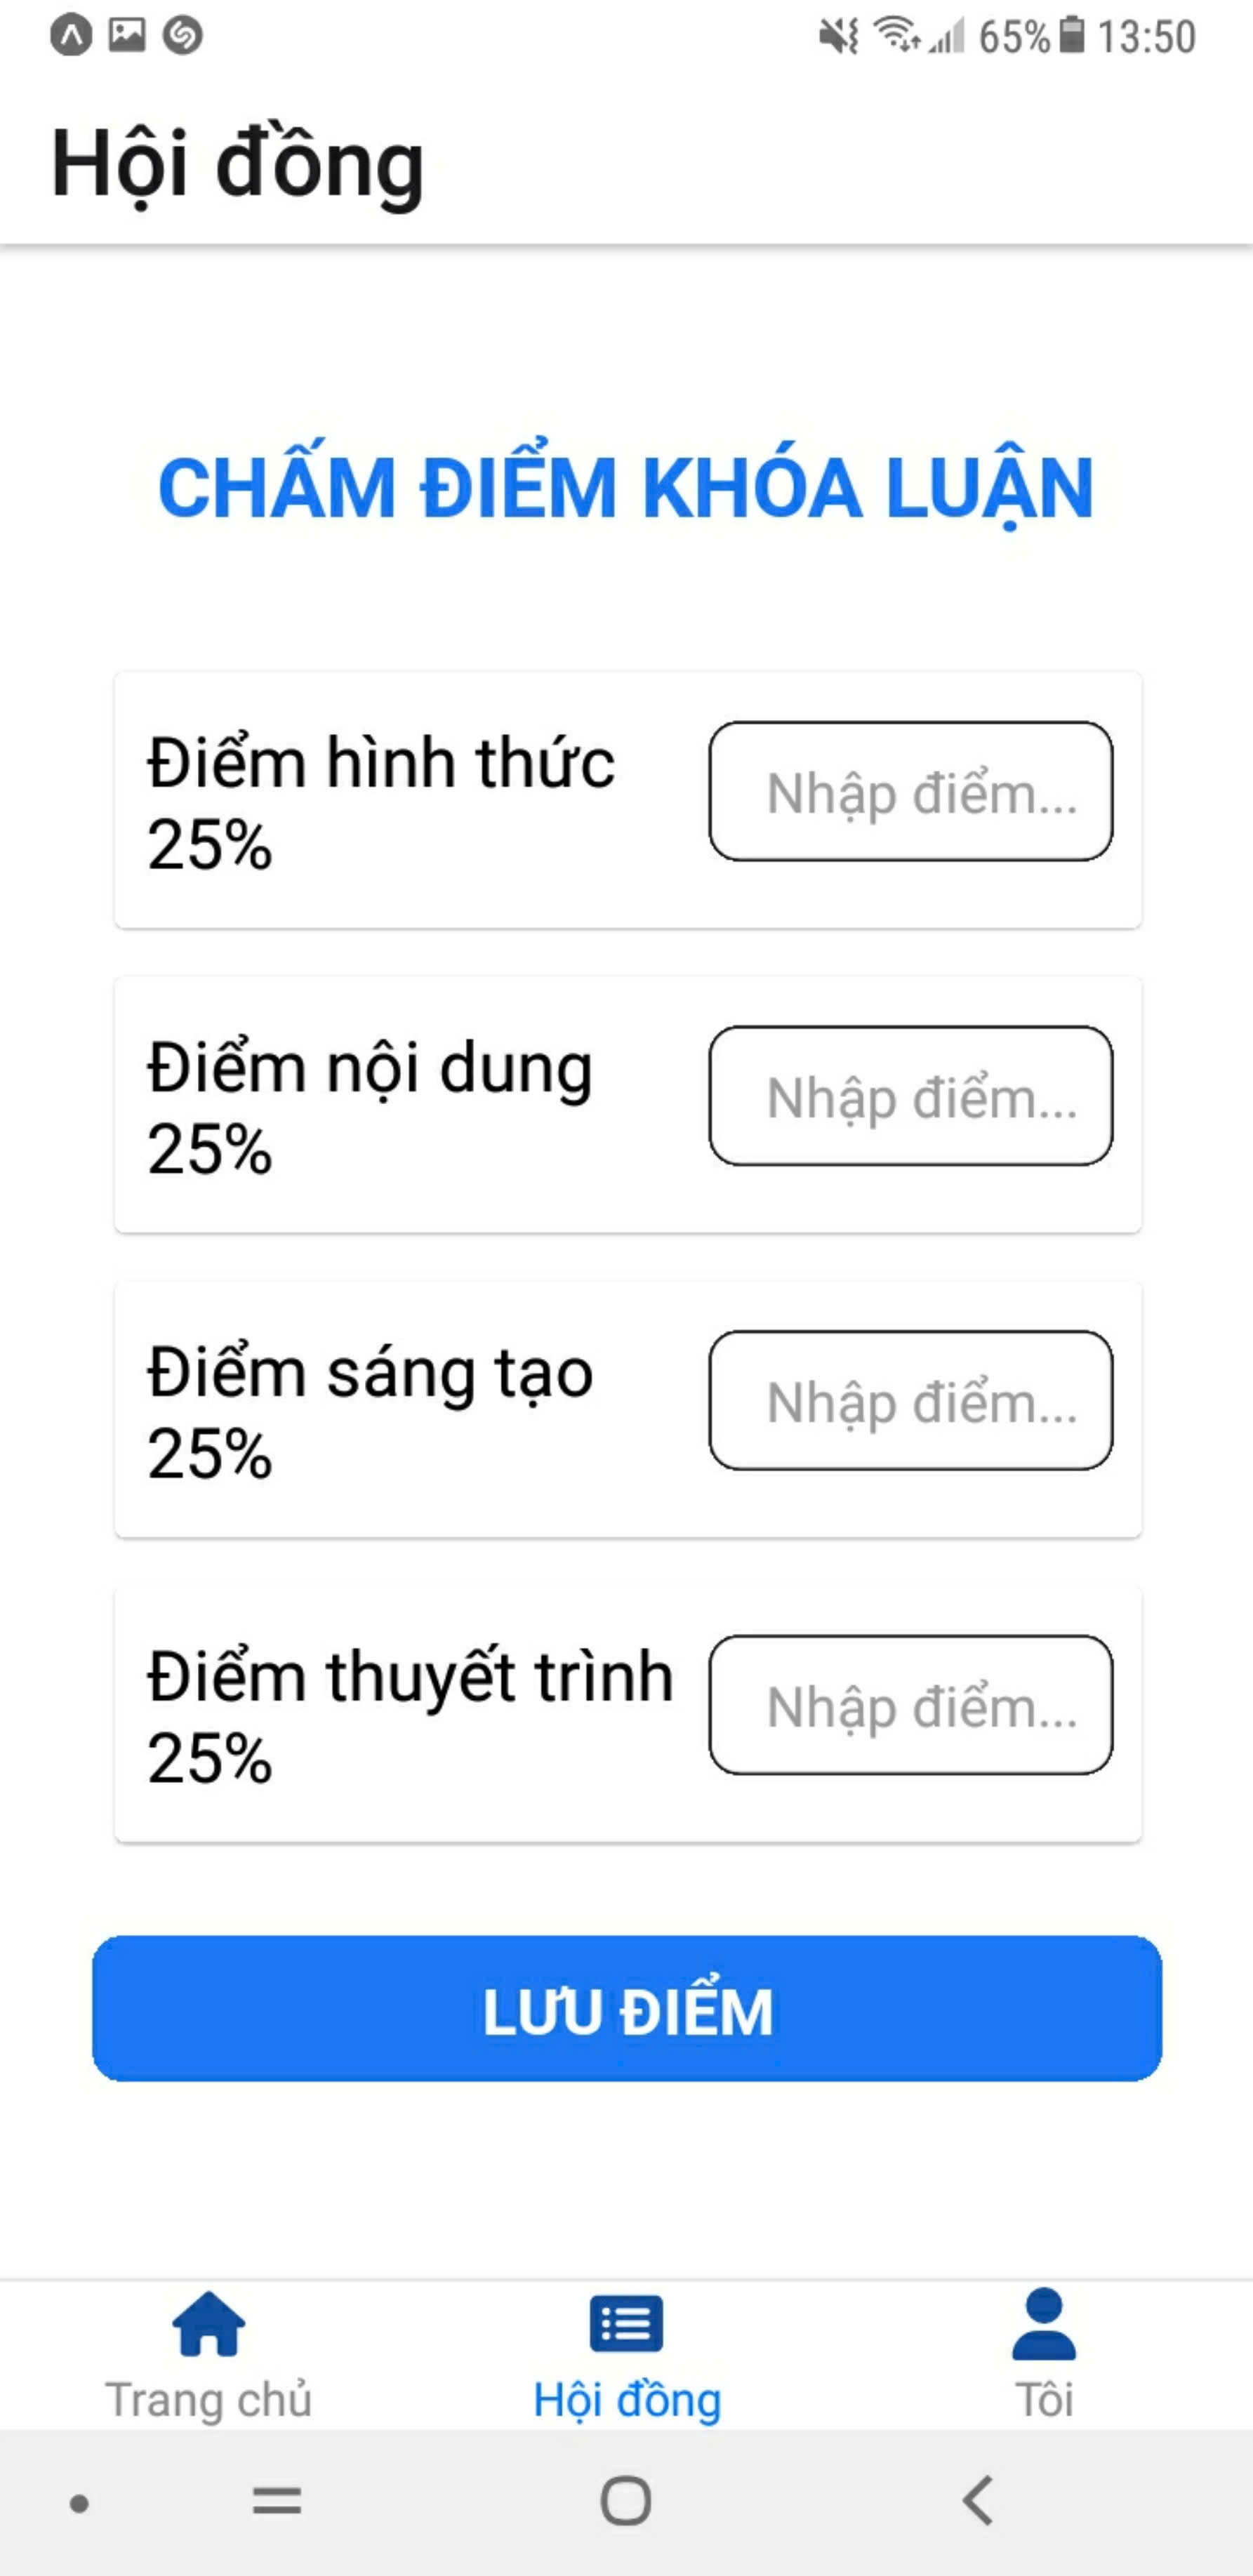 65% 13:50
Hội đồng
CHẤM ĐIỂM KHÓA LUẬN
Điểm hình thức
25%
Nhập điểm...
Điểm nội dung
25%
Nhập điểm...
Điểm sáng tạo
25%
Nhập điểm...
Điểm thuyết trình
25%
Nhập điểm...
LƯU ĐIỂM
Trang chủ
Hội đồng
Tôi